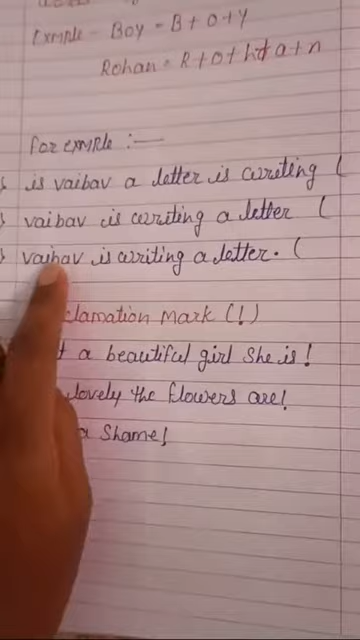 Exmple - Boy = B + O + Y
Rohan = R + O + h + a + n
For exmple :—
is vaibav a letter is writing (
vaibav is writing a letter (
vaibav is writing a letter. (
clamation Mark (!)
a beautiful girl She is!
lovely the flowers are!
a Shame!